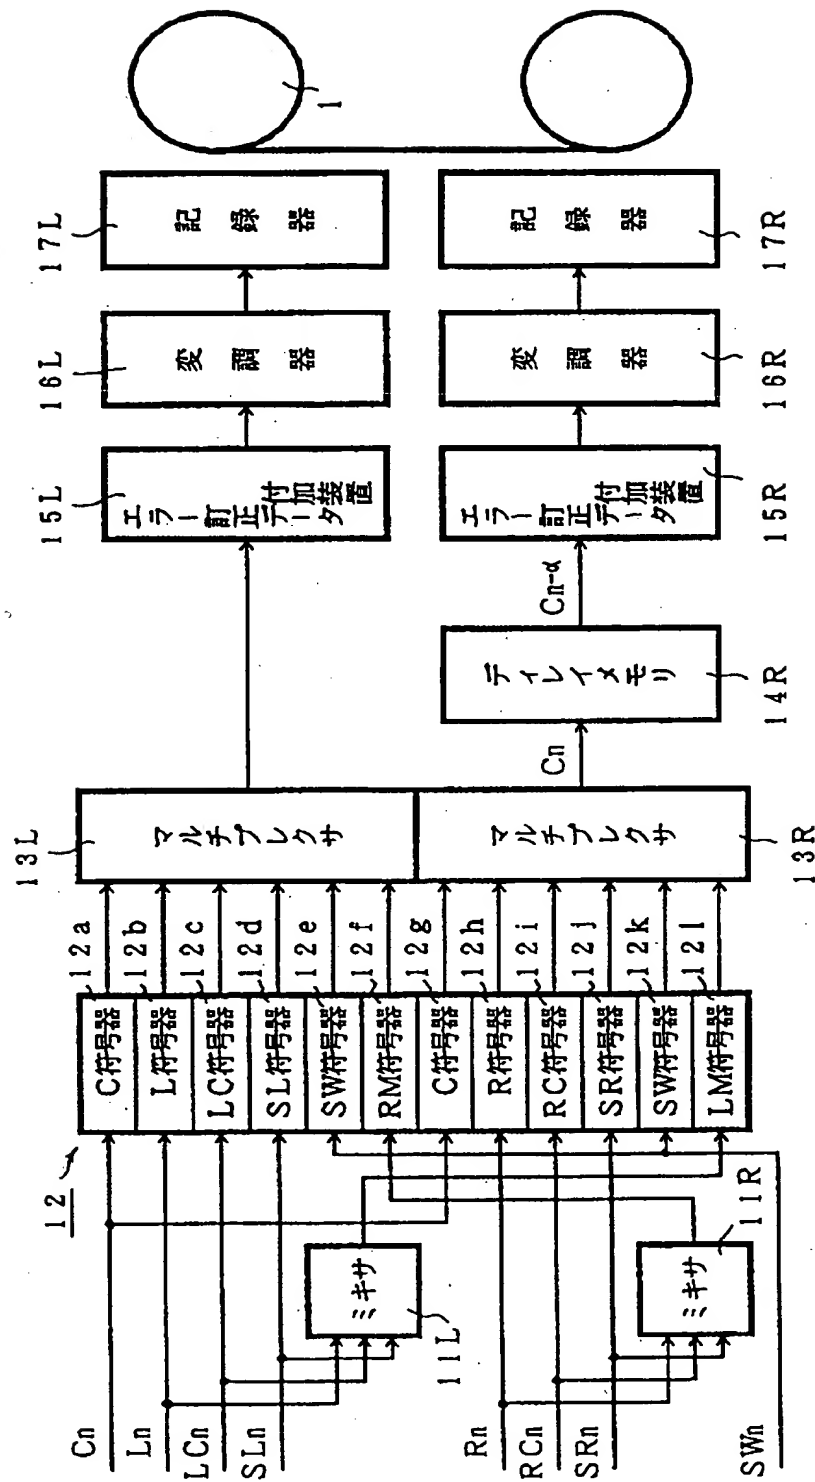 1
17L
記録器
記録器
17R
16L
変調器
変調器
16R
15L
エラー訂正データ
付加装置
エラー訂正データ
付加装置
15R
Cn-α
ディレイメモリ
14R
Cn
13L
マルチプレクサ
マルチプレクサ
13R
12a
12b
12c
12d
12e
12f
12g
12h
12i
12j
12k
12l
C符号器
L符号器
LC符号器
SL符号器
SW符号器
RM符号器
C符号器
R符号器
RC符号器
SR符号器
SW符号器
LM符号器
12
ミキサ
11L
ミキサ
11R
Cn
Ln
LCn
SLn
Rn
RCn
SRn
SWn